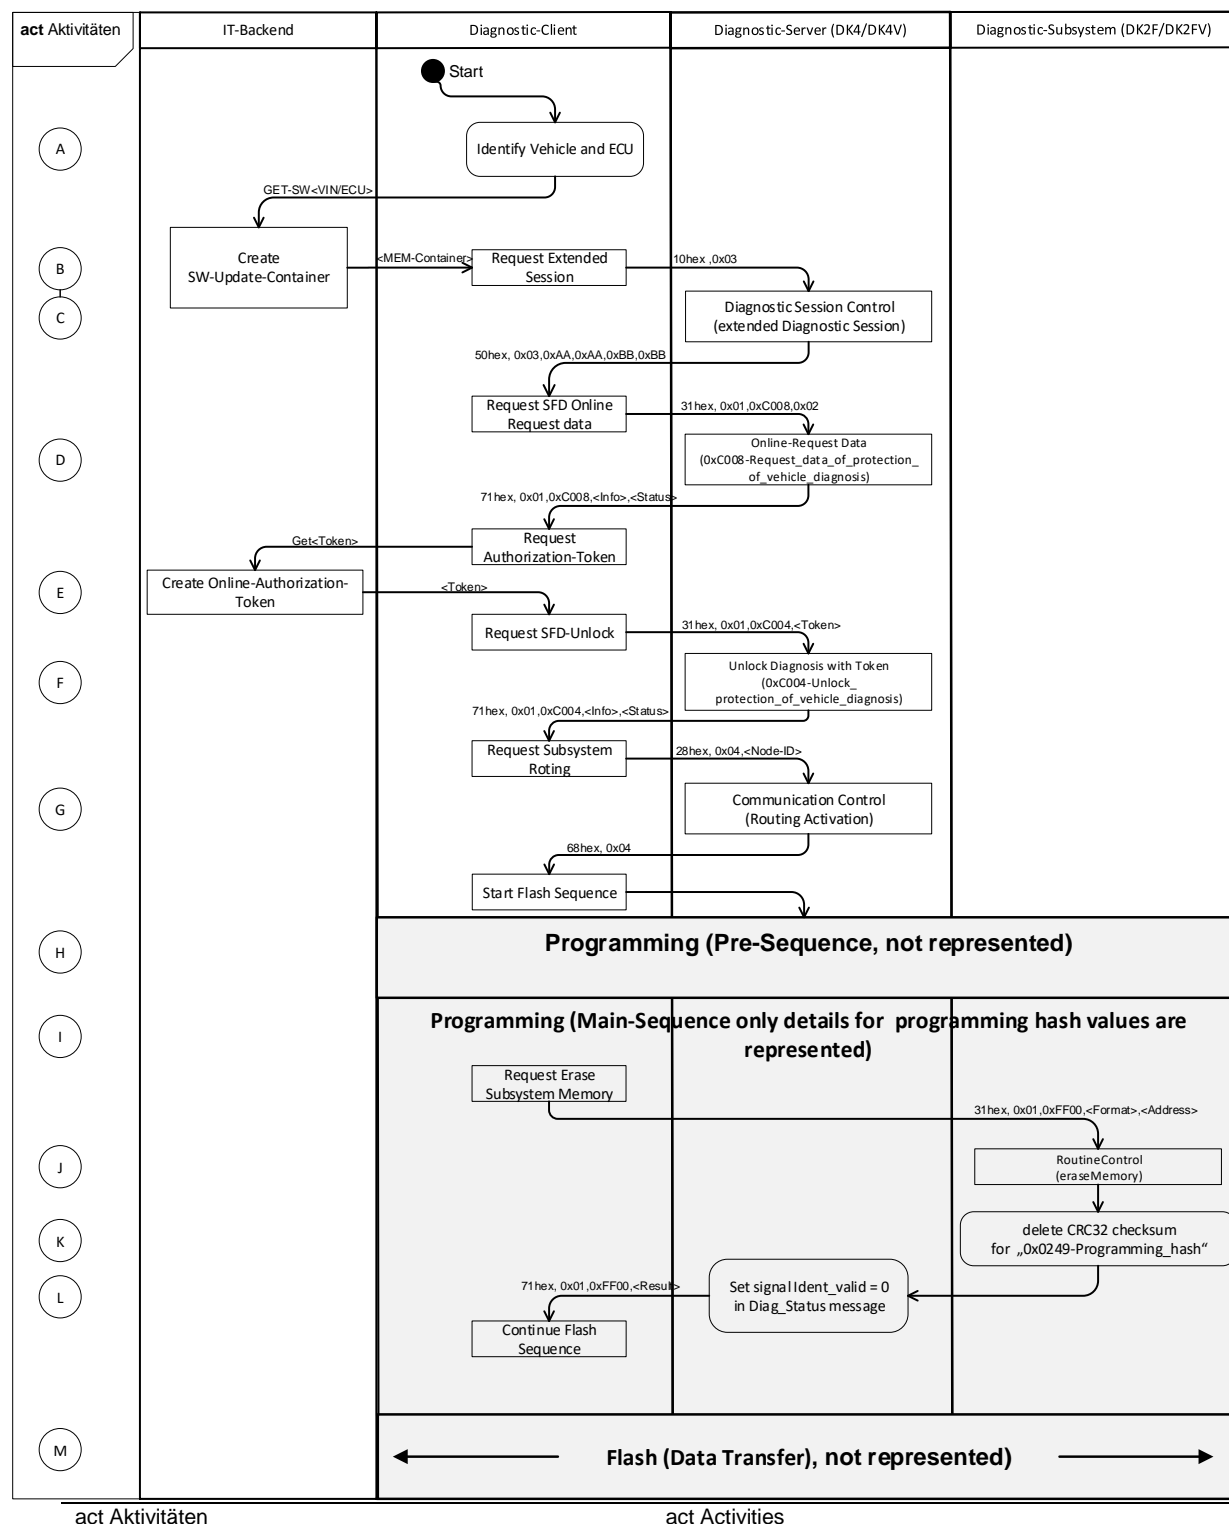 act Aktivitäten
IT-Backend
Diagnostic-Client
Diagnostic-Server (DK4/DK4V)
Diagnostic-Subsystem (DK2F/DK2FV)
Start
A
Identify Vehicle and ECU
GET-SW<VIN/ECU>
B
Create
SW-Update-Container
<MEM-Container>
Request Extended
Session
10hex ,0x03
C
Diagnostic Session Control
(extended Diagnostic Session)
50hex, 0x03,0xAA,0xAA,0xBB,0xBB
Request SFD Online
Request data
31hex, 0x01,0xC008,0x02
D
Online-Request Data
(0xC008-Request_data_of_protection_
of_vehicle_diagnosis)
71hex, 0x01,0xC008,<Info>,<Status>
Request
Authorization-Token
Get<Token>
E
Create Online-Authorization-
Token
<Token>
Request SFD-Unlock
31hex, 0x01,0xC004,<Token>
F
Unlock Diagnosis with Token
(0xC004-Unlock_
protection_of_vehicle_diagnosis)
71hex, 0x01,0xC004,<Info>,<Status>
Request Subsystem
Roting
28hex, 0x04,<Node-ID>
G
Communication Control
(Routing Activation)
68hex, 0x04
Start Flash Sequence
H
Programming (Pre-Sequence, not represented)
I
Programming (Main-Sequence only details for programming hash values are
represented)
Request Erase
Subsystem Memory
31hex, 0x01,0xFF00,<Format>,<Address>
J
RoutineControl
(eraseMemory)
K
delete CRC32 checksum
for „0x0249-Programming_hash“
L
Set signal Ident_valid = 0
in Diag_Status message
71hex, 0x01,0xFF00,<Result>
Continue Flash
Sequence
M
Flash (Data Transfer), not represented)
act Aktivitäten
act Activities